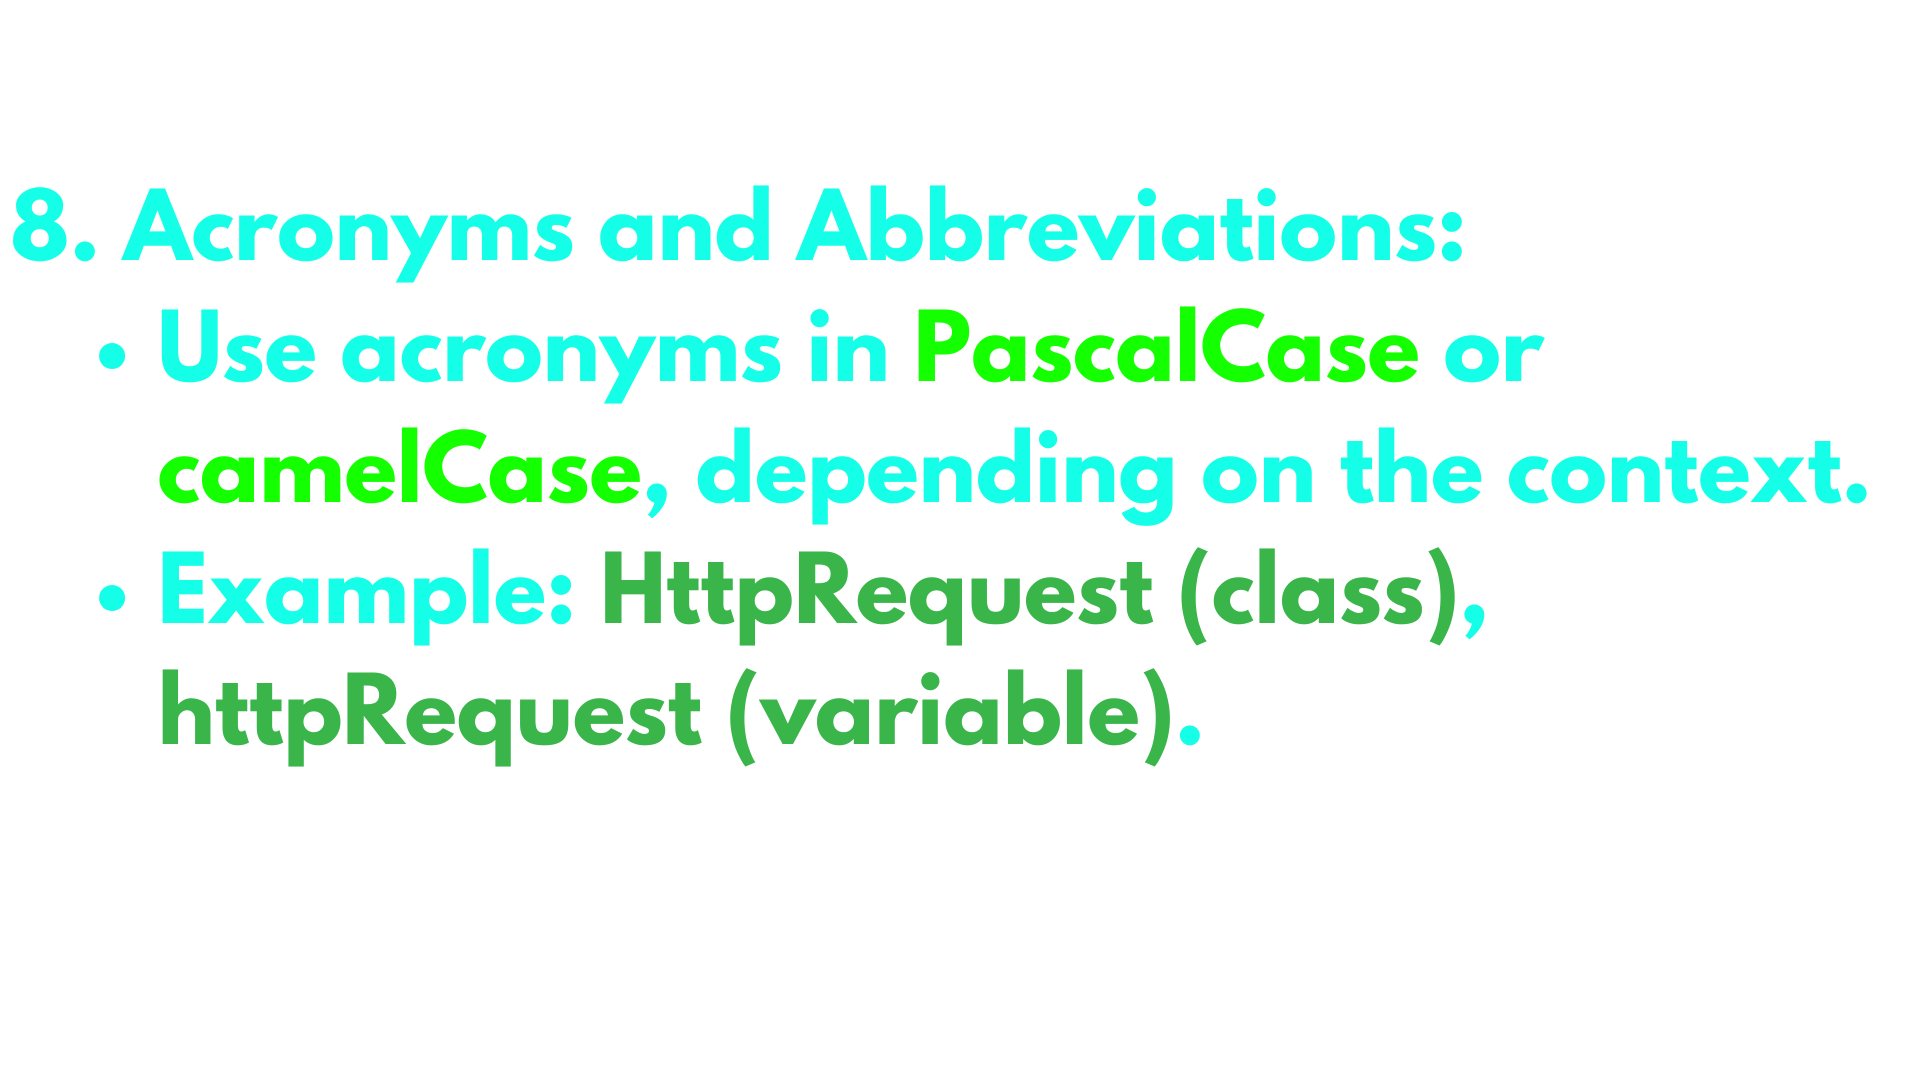 8. Acronyms and Abbreviations:
• Use acronyms in PascalCase or
camelCase, depending on the context.
• Example: HttpRequest (class),
httpRequest (variable).